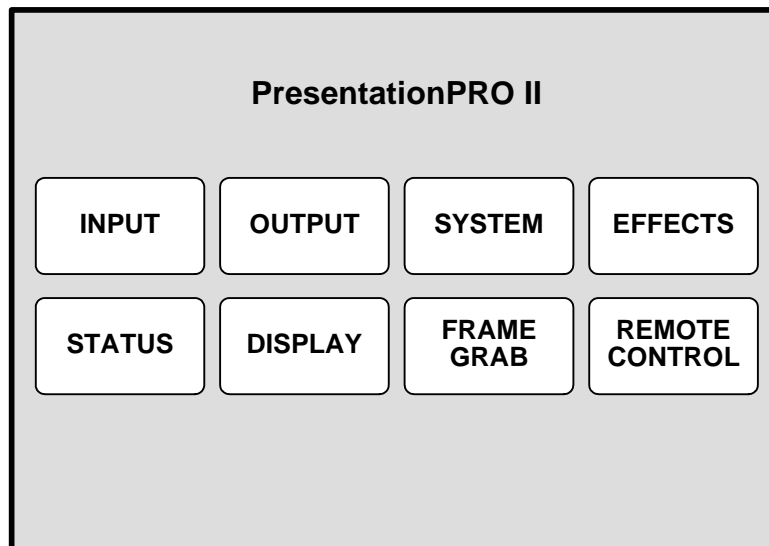 PresentationPRO II
INPUT
OUTPUT
SYSTEM
EFFECTS
STATUS
DISPLAY
FRAME
GRAB
REMOTE
CONTROL